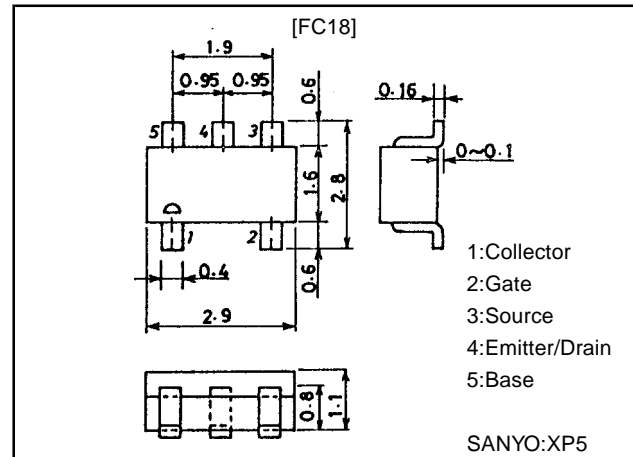 [FC18]
1.9
0.95 0.95
0.6
0.16
5 4 3
0~0.1
1.6
2.8
1 2
0.4
0.6
2.9
1:Collector
2:Gate
3:Source
4:Emitter/Drain
5:Base
0.8
1.1
SANYO:XP5